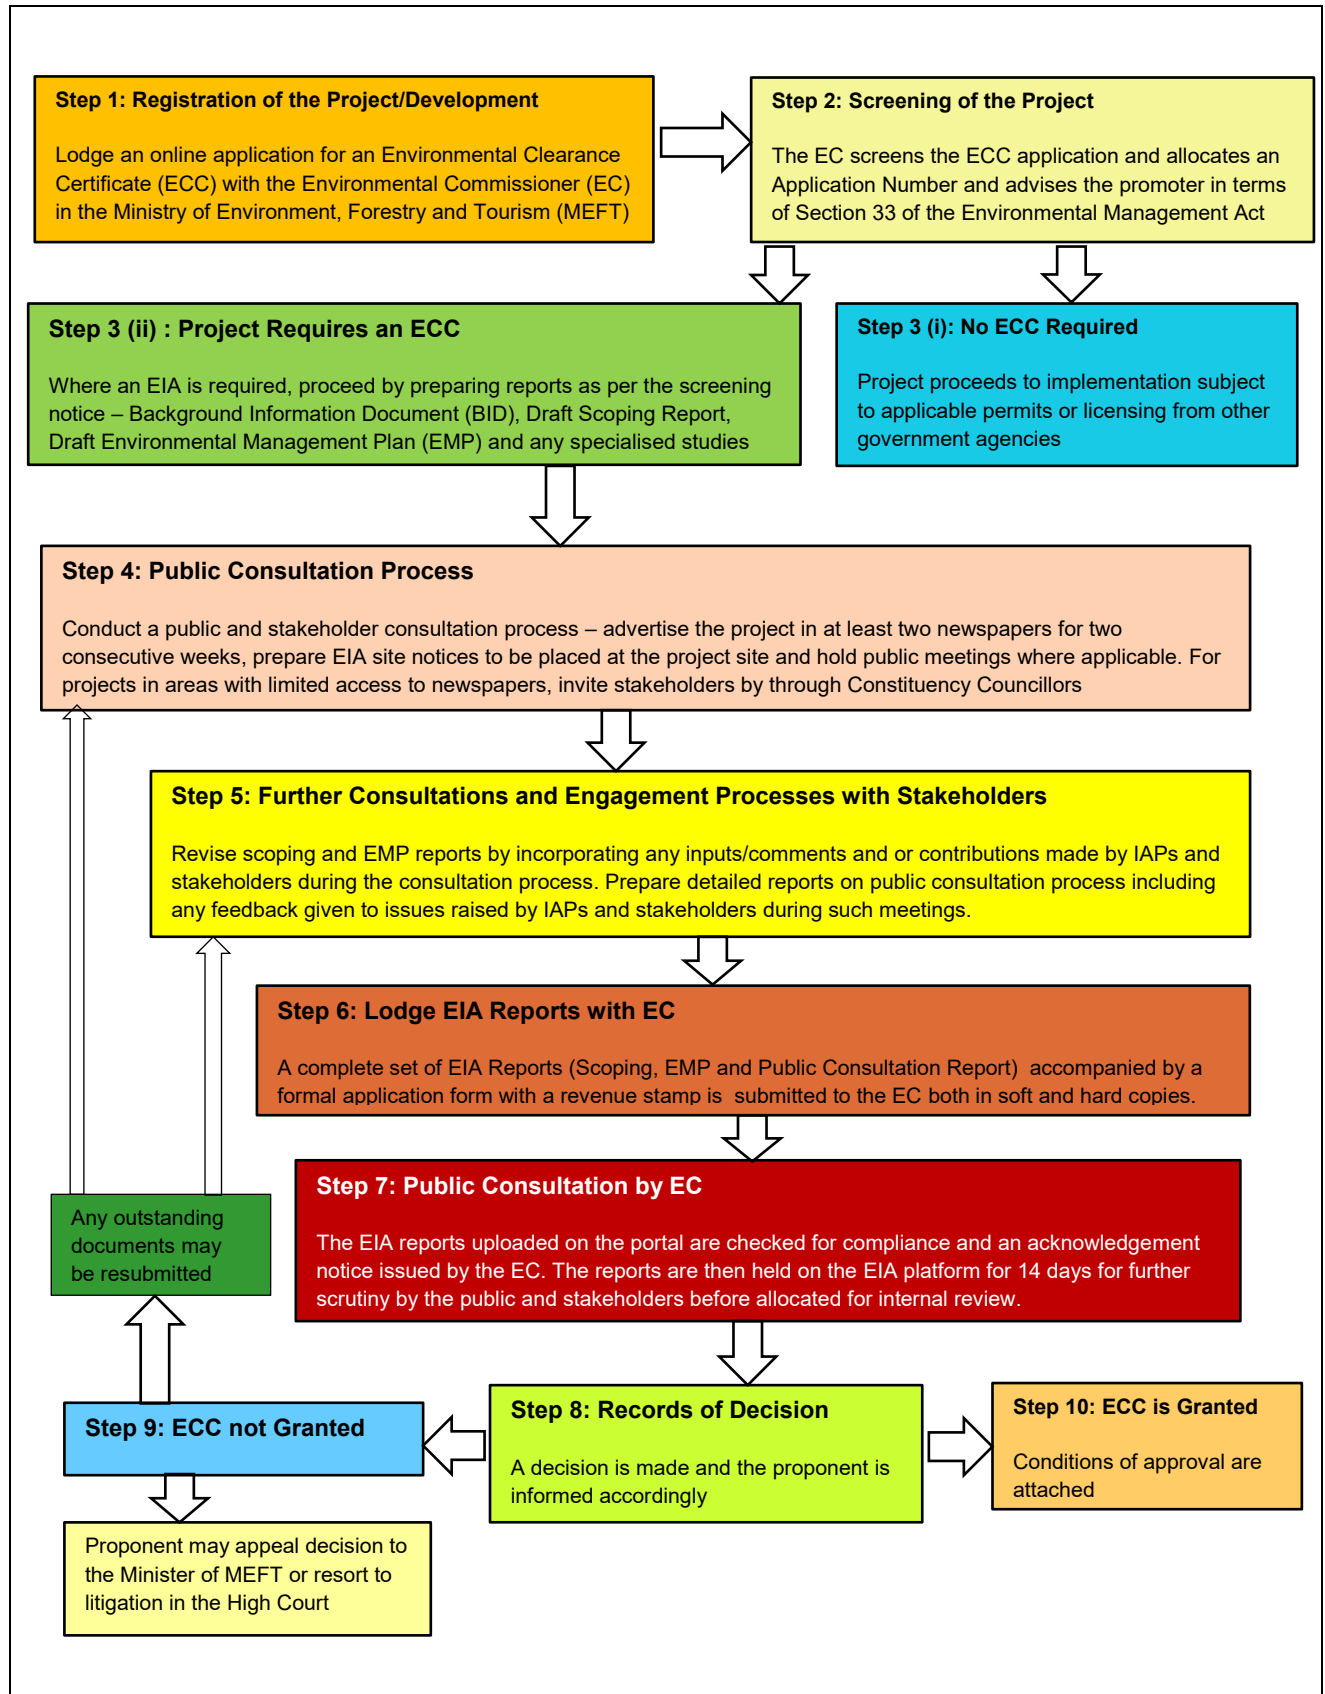 Step 1: Registration of the Project/Development
Lodge an online application for an Environmental Clearance
Certificate (ECC) with the Environmental Commissioner (EC)
in the Ministry of Environment, Forestry and Tourism (MEFT)
Step 2: Screening of the Project
The EC screens the ECC application and allocates an
Application Number and advises the promoter in terms
of Section 33 of the Environmental Management Act
Step 3 (ii) : Project Requires an ECC
Where an EIA is required, proceed by preparing reports as per the screening
notice – Background Information Document (BID), Draft Scoping Report,
Draft Environmental Management Plan (EMP) and any specialised studies
Step 3 (i): No ECC Required
Project proceeds to implementation subject
to applicable permits or licensing from other
government agencies
Step 4: Public Consultation Process
Conduct a public and stakeholder consultation process – advertise the project in at least two newspapers for two
consecutive weeks, prepare EIA site notices to be placed at the project site and hold public meetings where applicable. For
projects in areas with limited access to newspapers, invite stakeholders by through Constituency Councillors
Step 5: Further Consultations and Engagement Processes with Stakeholders
Revise scoping and EMP reports by incorporating any inputs/comments and or contributions made by IAPs and
stakeholders during the consultation process. Prepare detailed reports on public consultation process including
any feedback given to issues raised by IAPs and stakeholders during such meetings.
Step 6: Lodge EIA Reports with EC
A complete set of EIA Reports (Scoping, EMP and Public Consultation Report) accompanied by a
formal application form with a revenue stamp is submitted to the EC both in soft and hard copies.
Step 7: Public Consultation by EC
The EIA reports uploaded on the portal are checked for compliance and an acknowledgement
notice issued by the EC. The reports are then held on the EIA platform for 14 days for further
scrutiny by the public and stakeholders before allocated for internal review.
Any outstanding
documents may
be resubmitted
Step 9: ECC not Granted
Step 8: Records of Decision
A decision is made and the proponent is
informed accordingly
Step 10: ECC is Granted
Conditions of approval are
attached
Proponent may appeal decision to
the Minister of MEFT or resort to
litigation in the High Court